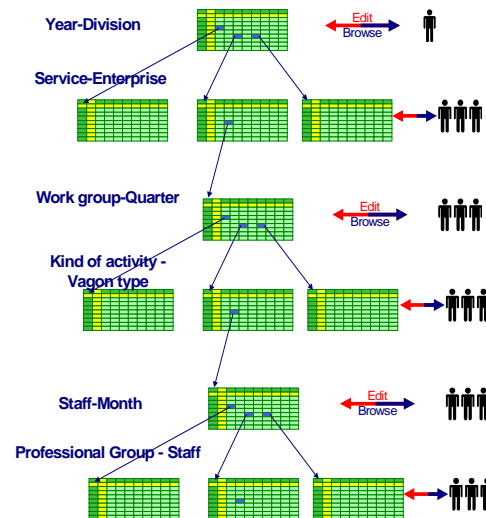 Year-Division
Edit
Browse
Service-Enterprise
Work group-Quarter
Edit
Browse
Kind of activity -
Vagon type
Staff-Month
Edit
Browse
Professional Group - Staff